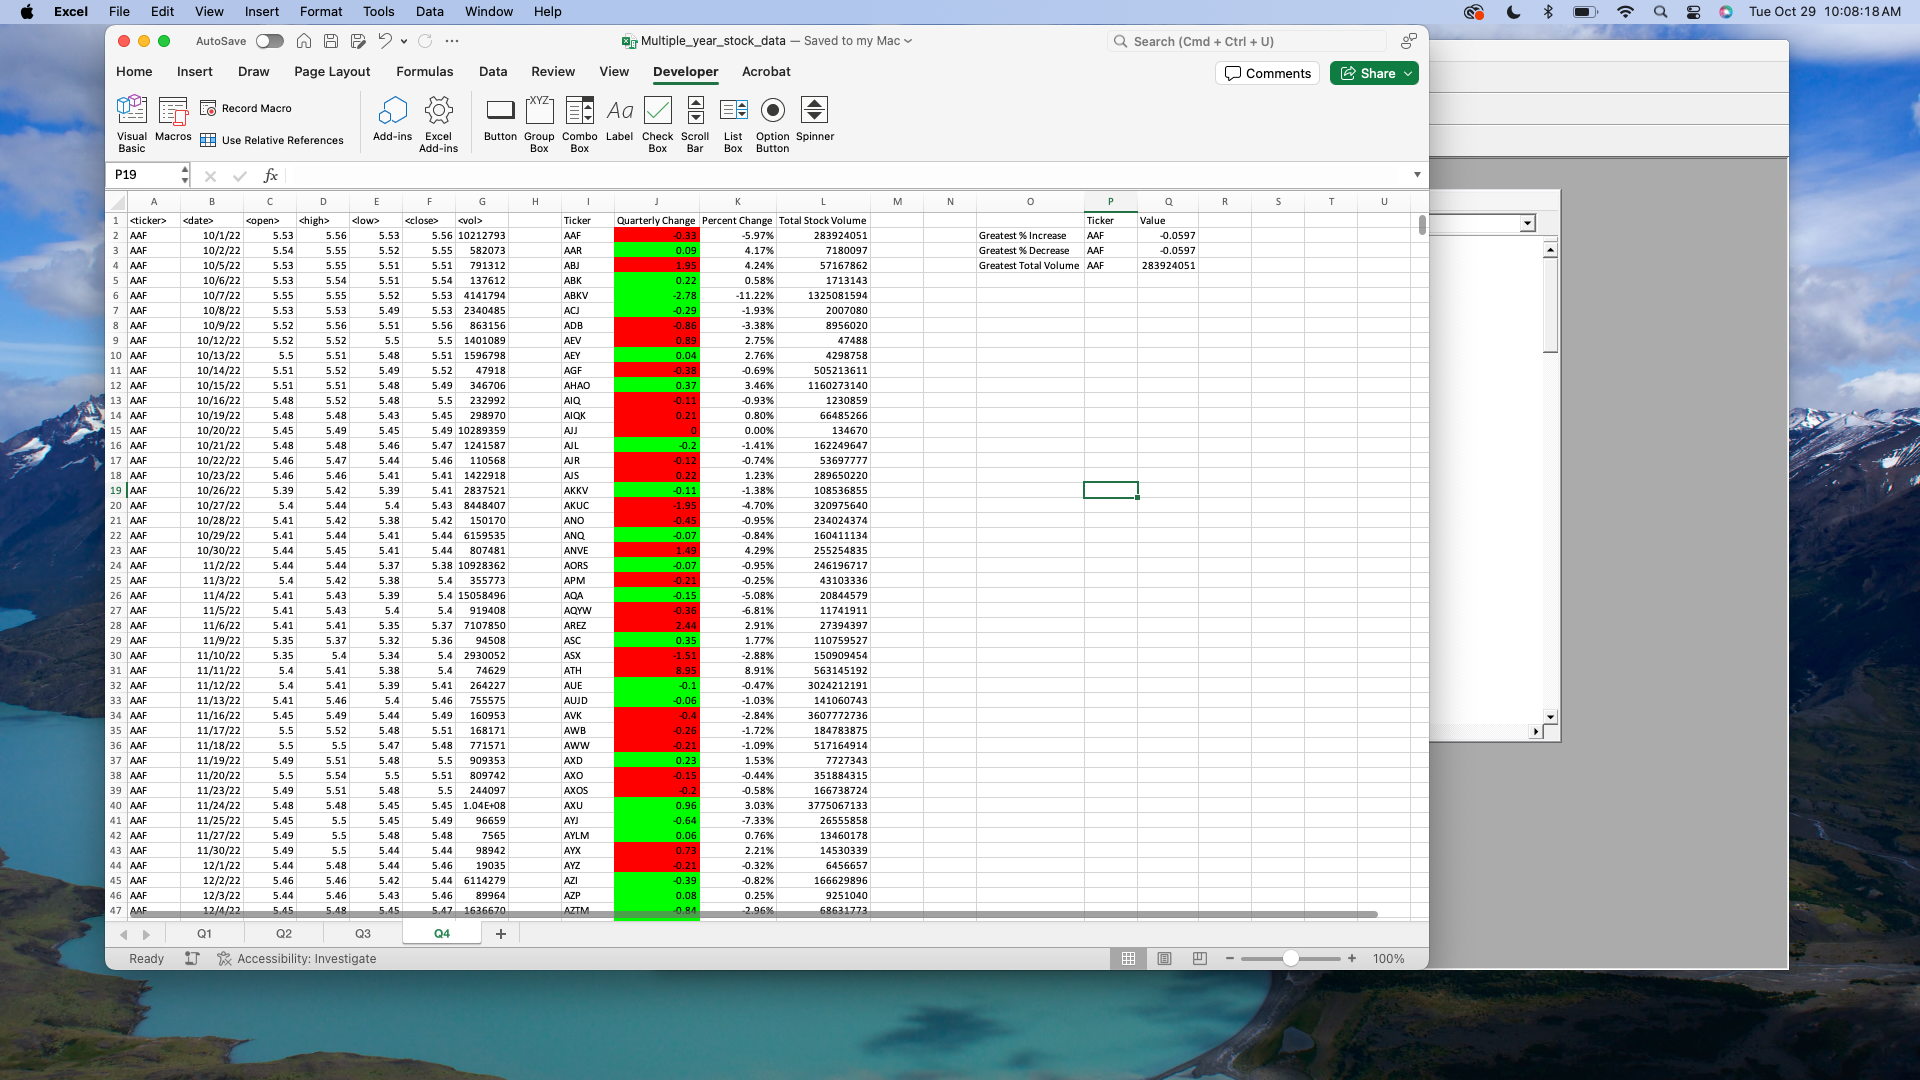 Excel File Edit View Insert Format Tools Data Window Help Tue Oct 29 10:08:18 AM
AutoSave Multiple_year_stock_data — Saved to my Mac Search (Cmd + Ctrl + U)
Home Insert Draw Page Layout Formulas Data Review View Developer Acrobat Comments Share
Visual Basic Macros Record Macro Use Relative References Add-ins Excel Add-ins Button Group Box Combo Box Label Check Box Scroll Bar List Box Option Button Spinner
XYZ Aa
P19 fx
A B C D E F G H I J K L M N O P Q R S T U
1 <ticker> <date> <open> <high> <low> <close> <vol> Ticker Quarterly Change Percent Change Total Stock Volume Ticker Value
2 AAF 10/1/22 5.53 5.56 5.53 5.56 10212793 AAF -0.33 -5.97% 283924051 Greatest % Increase AAF -0.0597
3 AAF 10/2/22 5.54 5.55 5.52 5.55 582073 AAR 0.09 4.17% 7180097 Greatest % Decrease AAF -0.0597
4 AAF 10/5/22 5.53 5.55 5.51 5.51 791312 ABJ 1.95 4.24% 57167862 Greatest Total Volume AAF 283924051
5 AAF 10/6/22 5.53 5.54 5.51 5.54 137612 ABK 0.22 0.58% 1713143
6 AAF 10/7/22 5.55 5.55 5.52 5.53 4141794 ABKV -2.78 -11.22% 1325081594
7 AAF 10/8/22 5.53 5.53 5.49 5.53 2340485 ACJ -0.29 -1.93% 2007080
8 AAF 10/9/22 5.52 5.56 5.51 5.56 863156 ADB -0.86 -3.38% 8956020
9 AAF 10/12/22 5.52 5.52 5.5 5.5 1401089 AEV 0.89 2.75% 47488
10 AAF 10/13/22 5.5 5.51 5.48 5.51 1596798 AEY 0.04 2.76% 4298758
11 AAF 10/14/22 5.51 5.52 5.49 5.52 47918 AGF -0.38 -0.69% 505213611
12 AAF 10/15/22 5.51 5.51 5.48 5.49 346706 AHAO 0.37 3.46% 1160273140
13 AAF 10/16/22 5.48 5.52 5.48 5.5 232992 AIQ -0.11 -0.93% 1230859
14 AAF 10/19/22 5.48 5.48 5.43 5.45 298970 AIQK 0.21 0.80% 66485266
15 AAF 10/20/22 5.45 5.49 5.45 5.49 10289359 AJJ 0 0.00% 134670
16 AAF 10/21/22 5.48 5.48 5.46 5.47 1241587 AJL -0.2 -1.41% 162249647
17 AAF 10/22/22 5.46 5.47 5.44 5.46 110568 AJR -0.12 -0.74% 53697777
18 AAF 10/23/22 5.46 5.46 5.41 5.41 1422918 AJS 0.22 1.23% 289650220
19 AAF 10/26/22 5.39 5.42 5.39 5.41 2837521 AKKV -0.11 -1.38% 108536855
20 AAF 10/27/22 5.4 5.44 5.4 5.43 8448407 AKUC -1.95 -4.70% 320975640
21 AAF 10/28/22 5.41 5.42 5.38 5.42 150170 ANO -0.45 -0.95% 234024374
22 AAF 10/29/22 5.41 5.44 5.41 5.44 6159535 ANQ -0.07 -0.84% 160411134
23 AAF 10/30/22 5.44 5.45 5.41 5.44 807481 ANVE 1.49 4.29% 255254835
24 AAF 11/2/22 5.44 5.44 5.37 5.38 10928362 AORS -0.07 -0.95% 246196717
25 AAF 11/3/22 5.4 5.42 5.38 5.4 355773 APM -0.21 -0.25% 43103336
26 AAF 11/4/22 5.41 5.43 5.39 5.4 15058496 AQA -0.15 -5.08% 20844579
27 AAF 11/5/22 5.41 5.43 5.4 5.4 919408 AQYW -0.36 -6.81% 11741911
28 AAF 11/6/22 5.41 5.41 5.35 5.37 7107850 AREZ 2.44 2.91% 27394397
29 AAF 11/9/22 5.35 5.37 5.32 5.36 94508 ASC 0.35 1.77% 110759527
30 AAF 11/10/22 5.35 5.4 5.34 5.4 2930052 ASX -1.51 -2.88% 150909454
31 AAF 11/11/22 5.4 5.41 5.38 5.4 74629 ATH 8.95 8.91% 563145192
32 AAF 11/12/22 5.4 5.41 5.39 5.41 264227 AUE -0.1 -0.47% 3024212191
33 AAF 11/13/22 5.41 5.46 5.4 5.46 755575 AUJD -0.06 -1.03% 141060743
34 AAF 11/16/22 5.45 5.49 5.44 5.49 160953 AVK -0.4 -2.84% 3607772736
35 AAF 11/17/22 5.5 5.52 5.48 5.51 168171 AWB -0.26 -1.72% 184783875
36 AAF 11/18/22 5.5 5.5 5.47 5.48 771571 AWW -0.21 -1.09% 517164914
37 AAF 11/19/22 5.49 5.51 5.48 5.5 909353 AXD 0.23 1.53% 7727343
38 AAF 11/20/22 5.5 5.54 5.5 5.51 809742 AXO -0.15 -0.44% 351884315
39 AAF 11/23/22 5.49 5.51 5.48 5.5 244097 AXOS -0.2 -0.58% 166738724
40 AAF 11/24/22 5.48 5.48 5.45 5.45 1.04E+08 AXU 0.96 3.03% 3775067133
41 AAF 11/25/22 5.45 5.5 5.45 5.49 96659 AYJ -0.64 -7.33% 26555858
42 AAF 11/27/22 5.49 5.5 5.48 5.48 7565 AYLM 0.06 0.76% 13460178
43 AAF 11/30/22 5.49 5.5 5.44 5.44 98942 AYX 0.73 2.21% 14530339
44 AAF 12/1/22 5.44 5.48 5.44 5.46 19035 AYZ -0.21 -0.32% 6456657
45 AAF 12/2/22 5.46 5.46 5.42 5.44 6114279 AZI -0.39 -0.82% 166629896
46 AAF 12/3/22 5.44 5.46 5.43 5.46 89964 AZP 0.08 0.25% 9251040
47 AAF 12/4/22 5.45 5.48 5.45 5.47 1636670 AZTM -0.84 -2.96% 68631773
Q1 Q2 Q3 Q4 +
Ready Accessibility: Investigate 100%